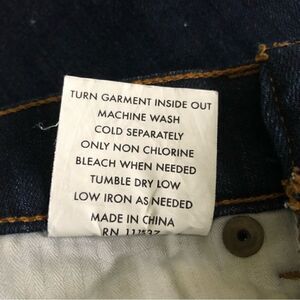 TURN GARMENT INSIDE OUT
MACHINE WASH
COLD SEPARATELY
ONLY NON CHLORINE
BLEACH WHEN NEEDED
TUMBLE DRY LOW
LOW IRON AS NEEDED
MADE IN CHINA
RN